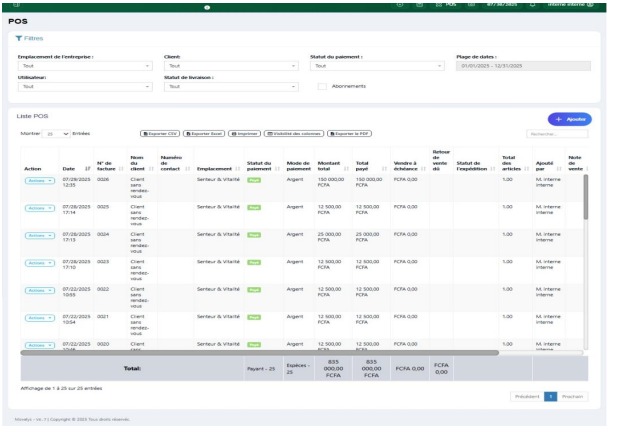 POS 07/30/2025 interne interne
POS
Filtres
Emplacement de l'entreprise : Client: Statut du paiement : Plage de dates :
Tout Tout Tout 01/01/2025 - 12/31/2025
Utilisateur: Statut de livraison :
Tout Tout Abonnements
Liste POS
+ Ajouter
Montrer 25 Entrées Exporter CSV Exporter Excel Imprimer Visibilité des colonnes Exporter le PDF Rechercher...
Action Date N° de facture Nom du client Numéro de contact Emplacement Statut du paiement Mode de paiement Montant total Total payé Vendre à échéance Retour de vente dû Statut de l'expédition Total des articles Ajouté par Note de vente
Actions 07/29/2025 12:35 0026 Client sans rendez-vous Senteur & Vitalité Payé Argent 150 000,00 FCFA 150 000,00 FCFA FCFA 0,00 1,00 M. interne interne
Actions 07/28/2025 17:14 0025 Client sans rendez-vous Senteur & Vitalité Payé Argent 12 500,00 FCFA 12 500,00 FCFA FCFA 0,00 1,00 M. interne interne
Actions 07/28/2025 17:13 0024 Client sans rendez-vous Senteur & Vitalité Payé Argent 25 000,00 FCFA 25 000,00 FCFA FCFA 0,00 1,00 M. interne interne
Actions 07/28/2025 17:10 0023 Client sans rendez-vous Senteur & Vitalité Payé Argent 12 500,00 FCFA 12 500,00 FCFA FCFA 0,00 1,00 M. interne interne
Actions 07/22/2025 10:55 0022 Client sans rendez-vous Senteur & Vitalité Payé Argent 12 500,00 FCFA 12 500,00 FCFA FCFA 0,00 1,00 M. interne interne
Actions 07/22/2025 10:54 0021 Client sans rendez-vous Senteur & Vitalité Payé Argent 12 500,00 FCFA 12 500,00 FCFA FCFA 0,00 1,00 M. interne interne
Actions 07/22/2025 0020 Client Senteur & Vitalité Payé Argent 12 500,00 FCFA 12 500,00 FCFA FCFA 0,00 1,00 M. interne
Total: Payant - 25 Espèces - 25 835 000,00 FCFA 835 000,00 FCFA FCFA 0,00 FCFA 0,00
Affichage de 1 à 25 sur 25 entrées
Précédent 1 Prochain
Copyright © 2025 Tous droits réservés.